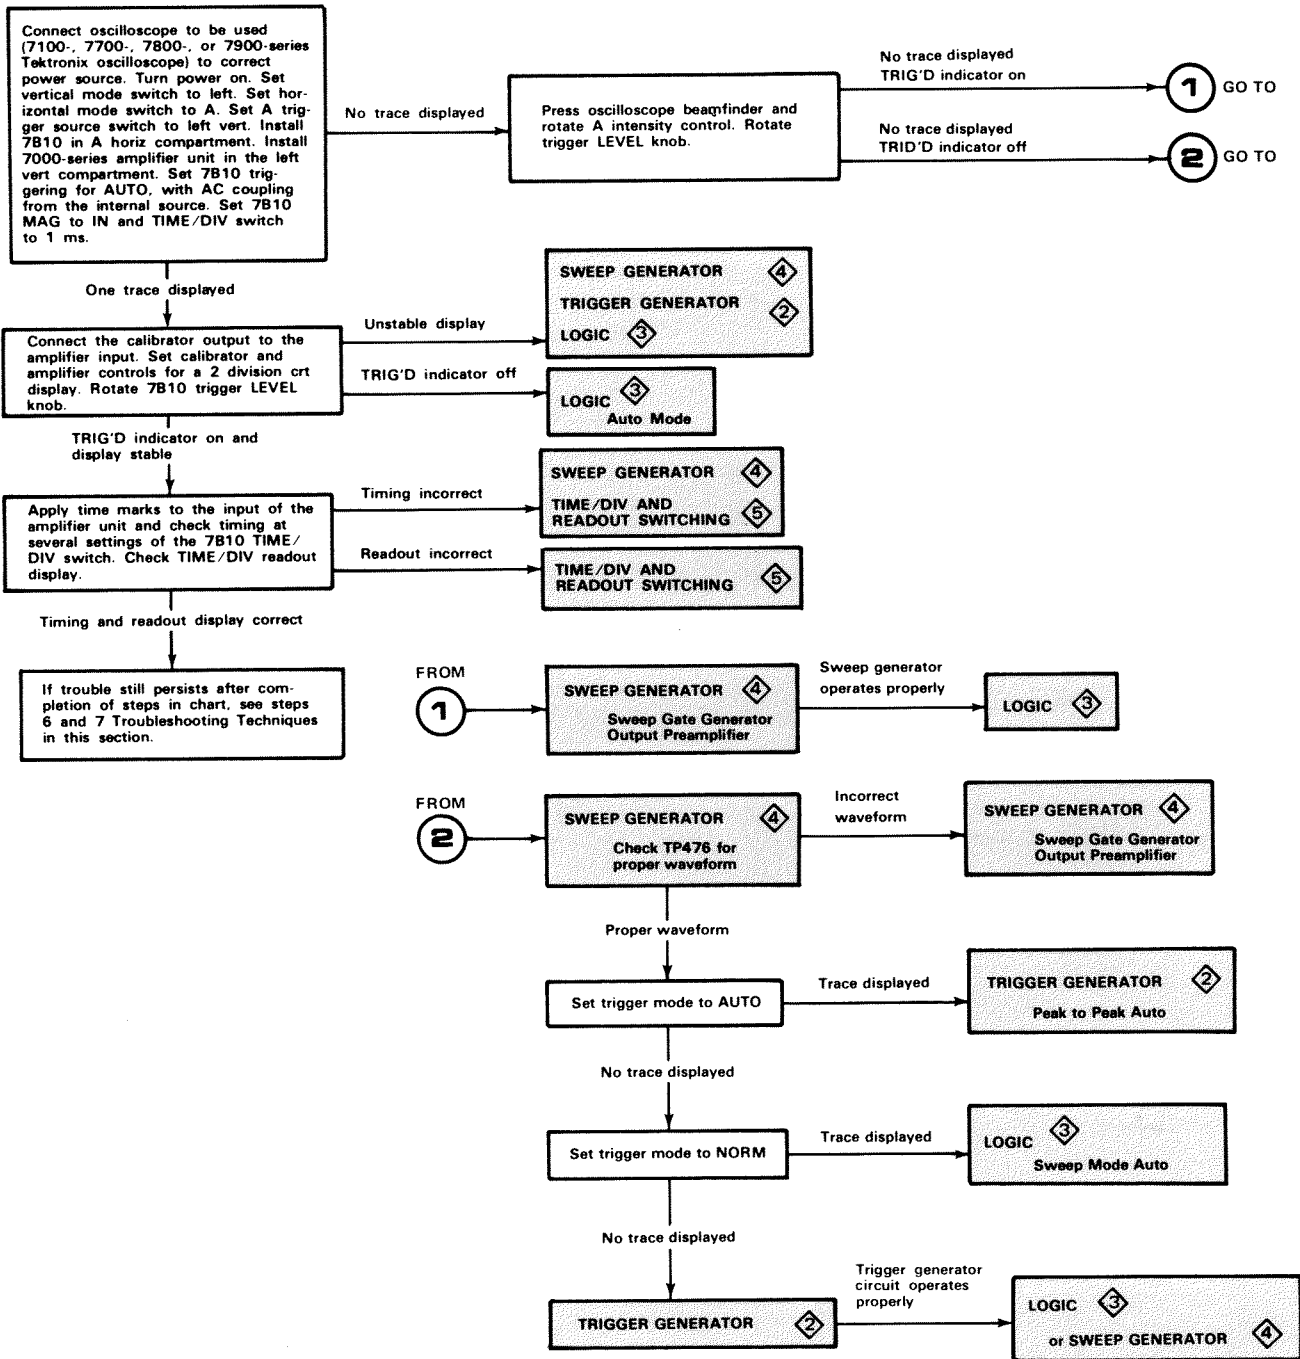 Connect oscilloscope to be used
(7100-, 7700-, 7800-, or 7900-series
Tektronix oscilloscope) to correct
power source. Turn power on. Set
vertical mode switch to left. Set hor-
izontal mode switch to A. Set A trig-
ger source switch to left vert. Install
7B10 in A horiz compartment. Install
7000-series amplifier unit in the left
vert compartment. Set 7B10 trig-
gering for AUTO, with AC coupling
from the internal source. Set 7B10
MAG to IN and TIME/DIV switch
to 1 ms.
No trace displayed
Press oscilloscope beamfinder and
rotate A intensity control. Rotate
trigger LEVEL knob.
No trace displayed
TRIG'D indicator on
1 GO TO
No trace displayed
TRID'D indicator off
2 GO TO
One trace displayed
Connect the calibrator output to the
amplifier input. Set calibrator and
amplifier controls for a 2 division crt
display. Rotate 7B10 trigger LEVEL
knob.
Unstable display
SWEEP GENERATOR 4
TRIGGER GENERATOR 2
LOGIC 3
TRIG'D indicator off
LOGIC 3
Auto Mode
TRIG'D indicator on and
display stable
Apply time marks to the input of the
amplifier unit and check timing at
several settings of the 7B10 TIME/
DIV switch. Check TIME/DIV readout
display.
Timing incorrect
SWEEP GENERATOR 4
TIME/DIV AND
READOUT SWITCHING 5
Readout incorrect
TIME/DIV AND
READOUT SWITCHING 5
Timing and readout display correct
If trouble still persists after com-
pletion of steps in chart, see steps
6 and 7 Troubleshooting Techniques
in this section.
FROM
1
SWEEP GENERATOR 4
Sweep Gate Generator
Output Preamplifier
Sweep generator
operates properly
LOGIC 3
FROM
2
SWEEP GENERATOR 4
Check TP476 for
proper waveform
Incorrect
waveform
SWEEP GENERATOR 4
Sweep Gate Generator
Output Preamplifier
Proper waveform
Set trigger mode to AUTO
Trace displayed
TRIGGER GENERATOR 2
Peak to Peak Auto
No trace displayed
Set trigger mode to NORM
Trace displayed
LOGIC 3
Sweep Mode Auto
No trace displayed
TRIGGER GENERATOR 2
Trigger generator
circuit operates
properly
LOGIC 3
or SWEEP GENERATOR 4